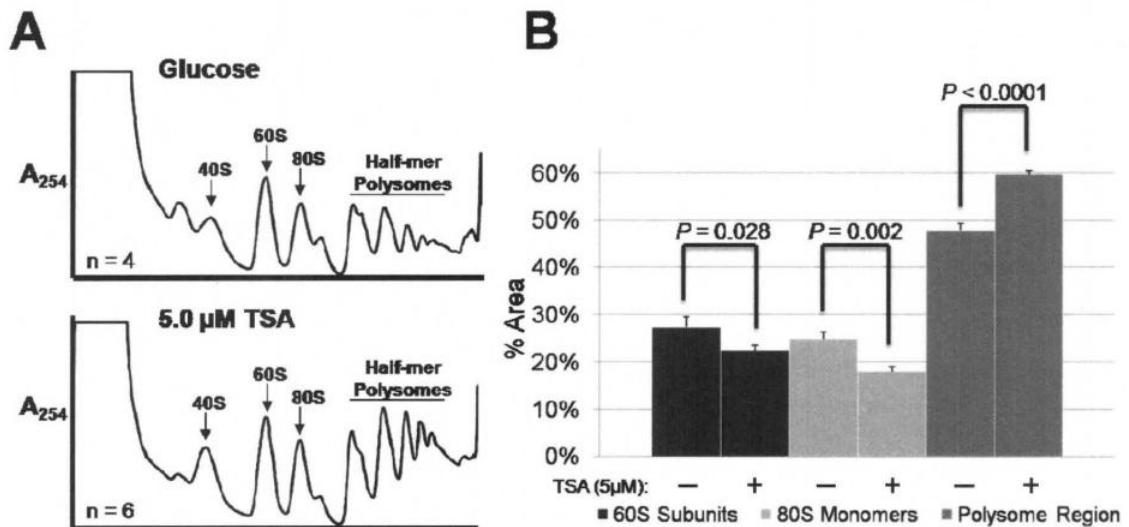 A
Glucose
60S
40S
80S
Half-mer
Polysomes
A254
n = 4
5.0 µM TSA
60S
40S
80S
Half-mer
Polysomes
A254
n = 6
B
P < 0.0001
P = 0.028
P = 0.002
% Area
60%
50%
40%
30%
20%
10%
0%
TSA (5µM): – + – + – +
60S Subunits 80S Monomers Polysome Region